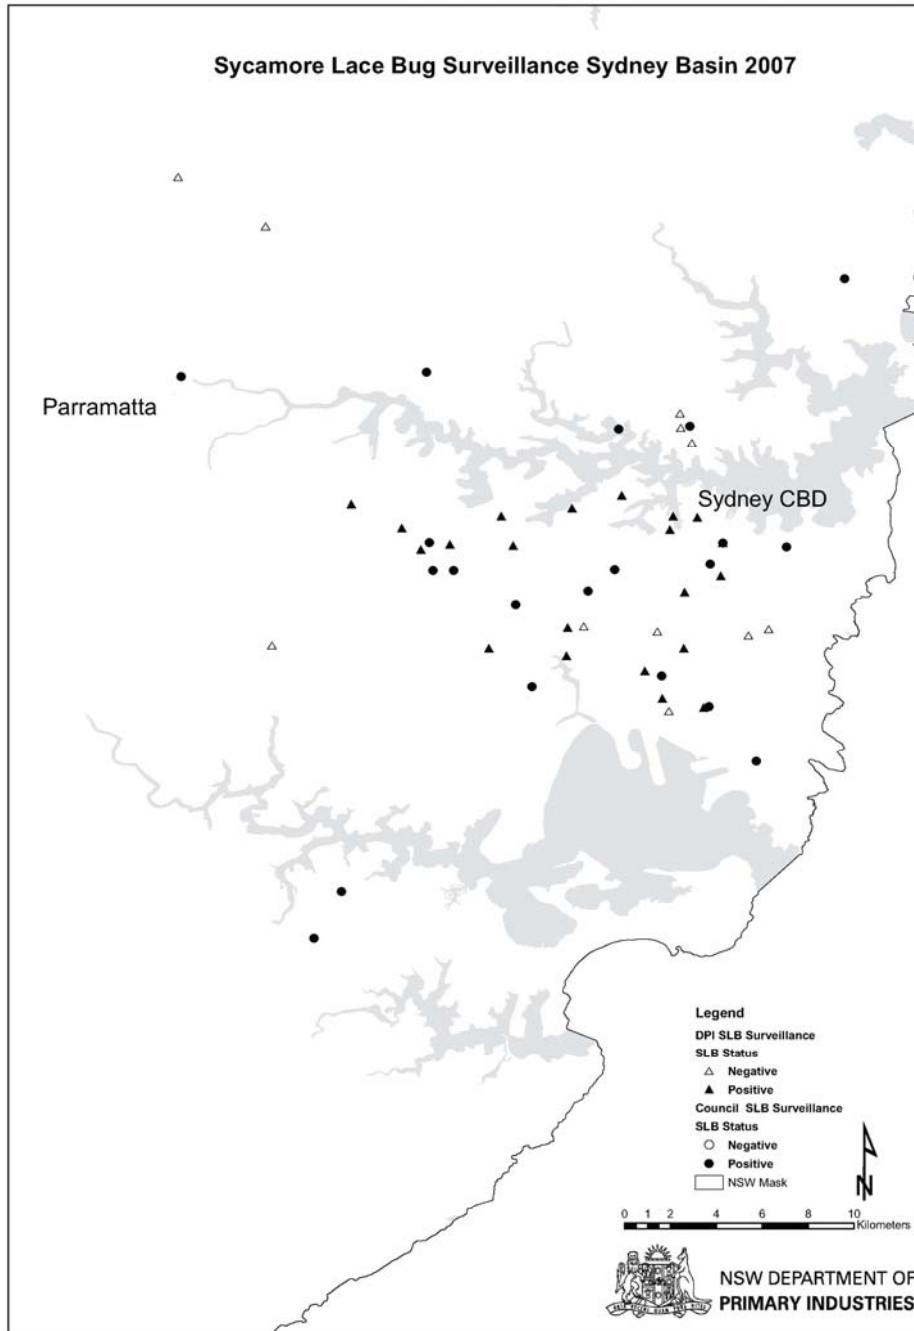 Sycamore Lace Bug Surveillance Sydney Basin 2007
Parramatta
Sydney CBD
Legend
DPI SLB Surveillance
SLB Status
Negative
Positive
Council SLB Surveillance
SLB Status
Negative
Positive
NSW Mask
N
0 1 2 4 6 8 10
Kilometers
NSW DEPARTMENT OF
PRIMARY INDUSTRIES